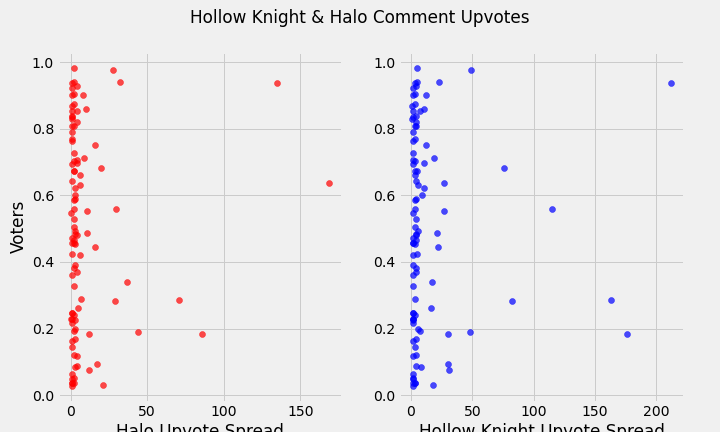 Hollow Knight & Halo Comment Upvotes
Voters
1.0
0.8
0.6
0.4
0.2
0.0
0 50 100 150
Halo Upvote Spread
1.0
0.8
0.6
0.4
0.2
0.0
0 50 100 150 200
Hollow Knight Upvote Spread